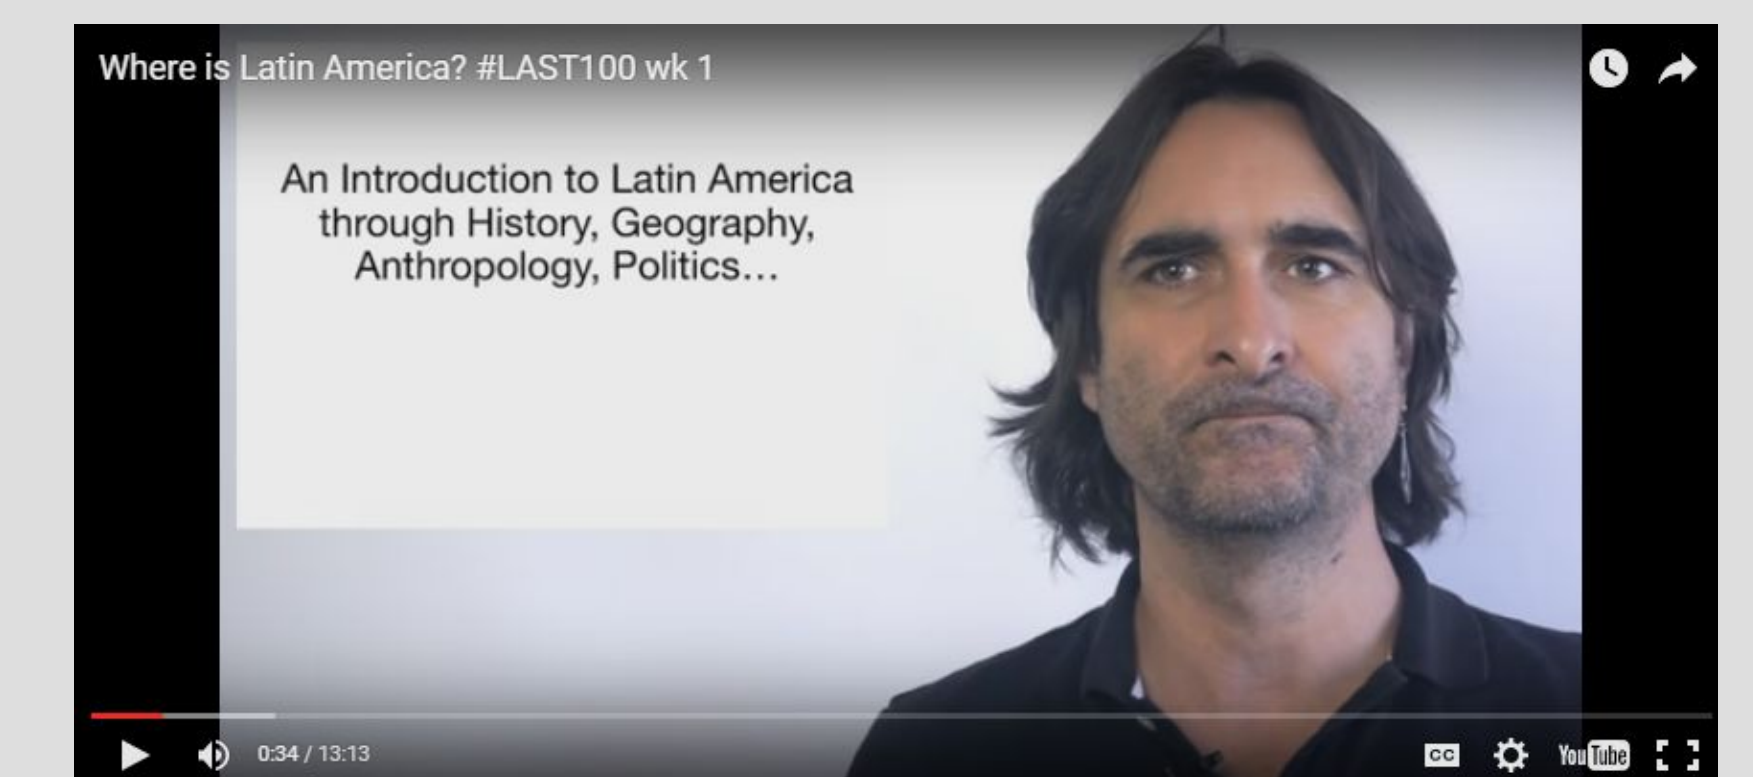 Where is Latin America? #LAST100 wk 1
An Introduction to Latin America
through History, Geography,
Anthropology, Politics...
0:34 / 13:13
CC
YouTube